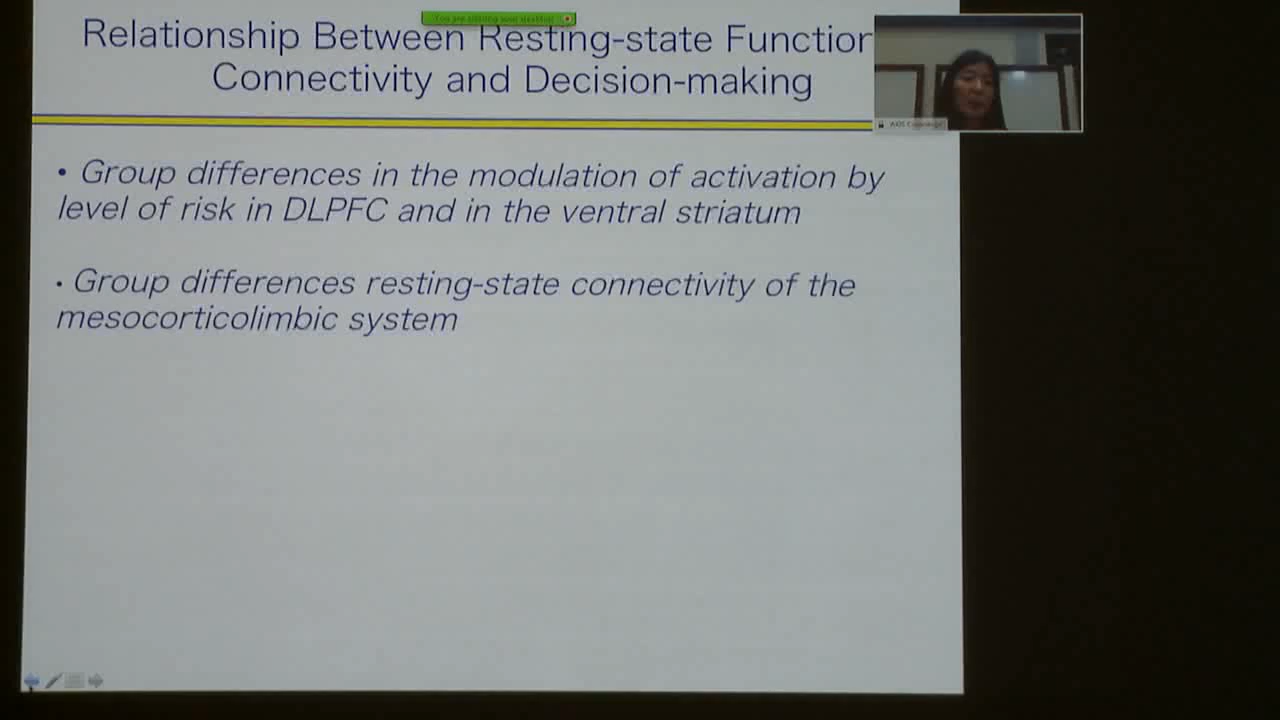 Relationship Between Resting-state Function
Connectivity and Decision-making
• Group differences in the modulation of activation by
level of risk in DLPFC and in the ventral striatum
• Group differences resting-state connectivity of the
mesocorticolimbic system